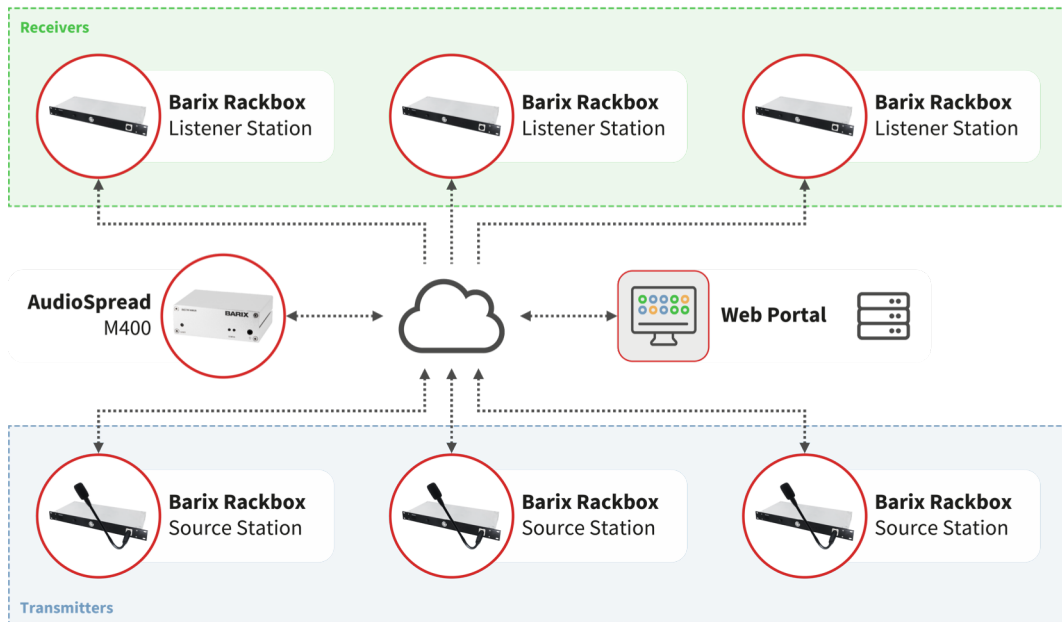 Receivers
Barix Rackbox
Listener Station
Barix Rackbox
Listener Station
Barix Rackbox
Listener Station
AudioSpread
M400
BARIX
Web Portal
Barix Rackbox
Source Station
Barix Rackbox
Source Station
Barix Rackbox
Source Station
Transmitters